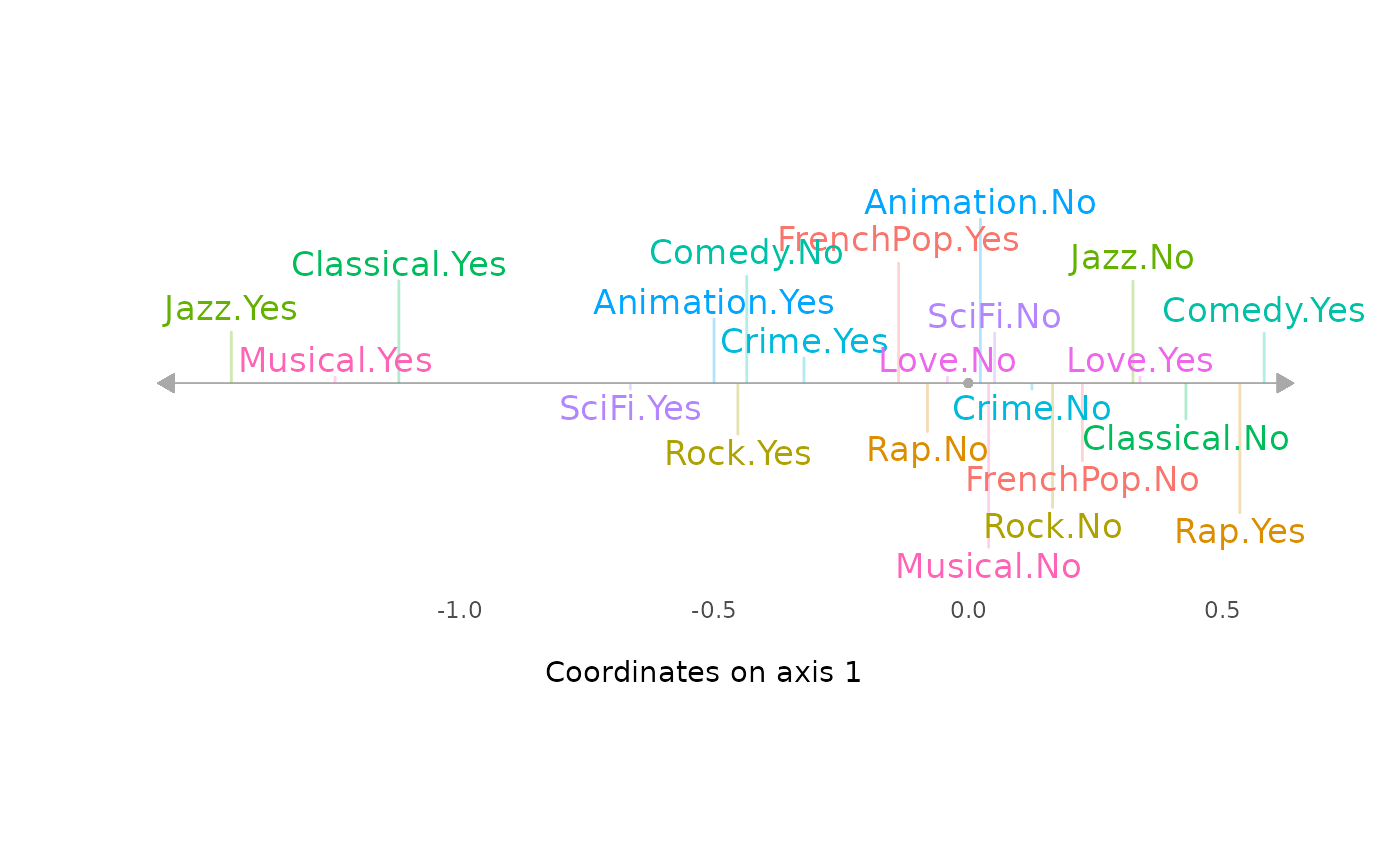 Animation.No
FrenchPop.Yes
Comedy.No
Jazz.No
Classical.Yes
Animation.Yes
Jazz.Yes
Comedy.Yes
SciFi.No
Crime.Yes
Musical.Yes
Love.No
Love.Yes
SciFi.Yes
Crime.No
Classical.No
Rap.No
Rock.Yes
FrenchPop.No
Rock.No
Rap.Yes
Musical.No
-1.0 -0.5 0.0 0.5
Coordinates on axis 1